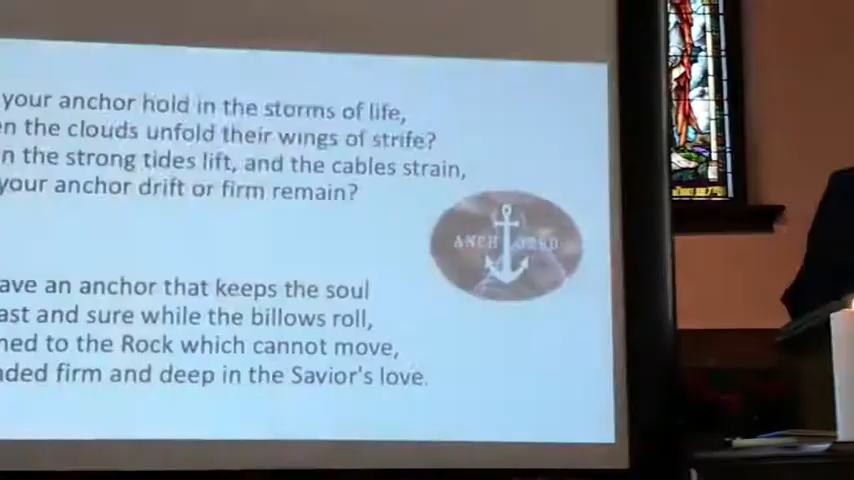 your anchor hold in the storms of life,
n the clouds unfold their wings of strife?
n the strong tides lift, and the cables strain,
your anchor drift or firm remain?
ANCHORED
ave an anchor that keeps the soul
ast and sure while the billows roll,
ned to the Rock which cannot move,
nded firm and deep in the Savior's love.